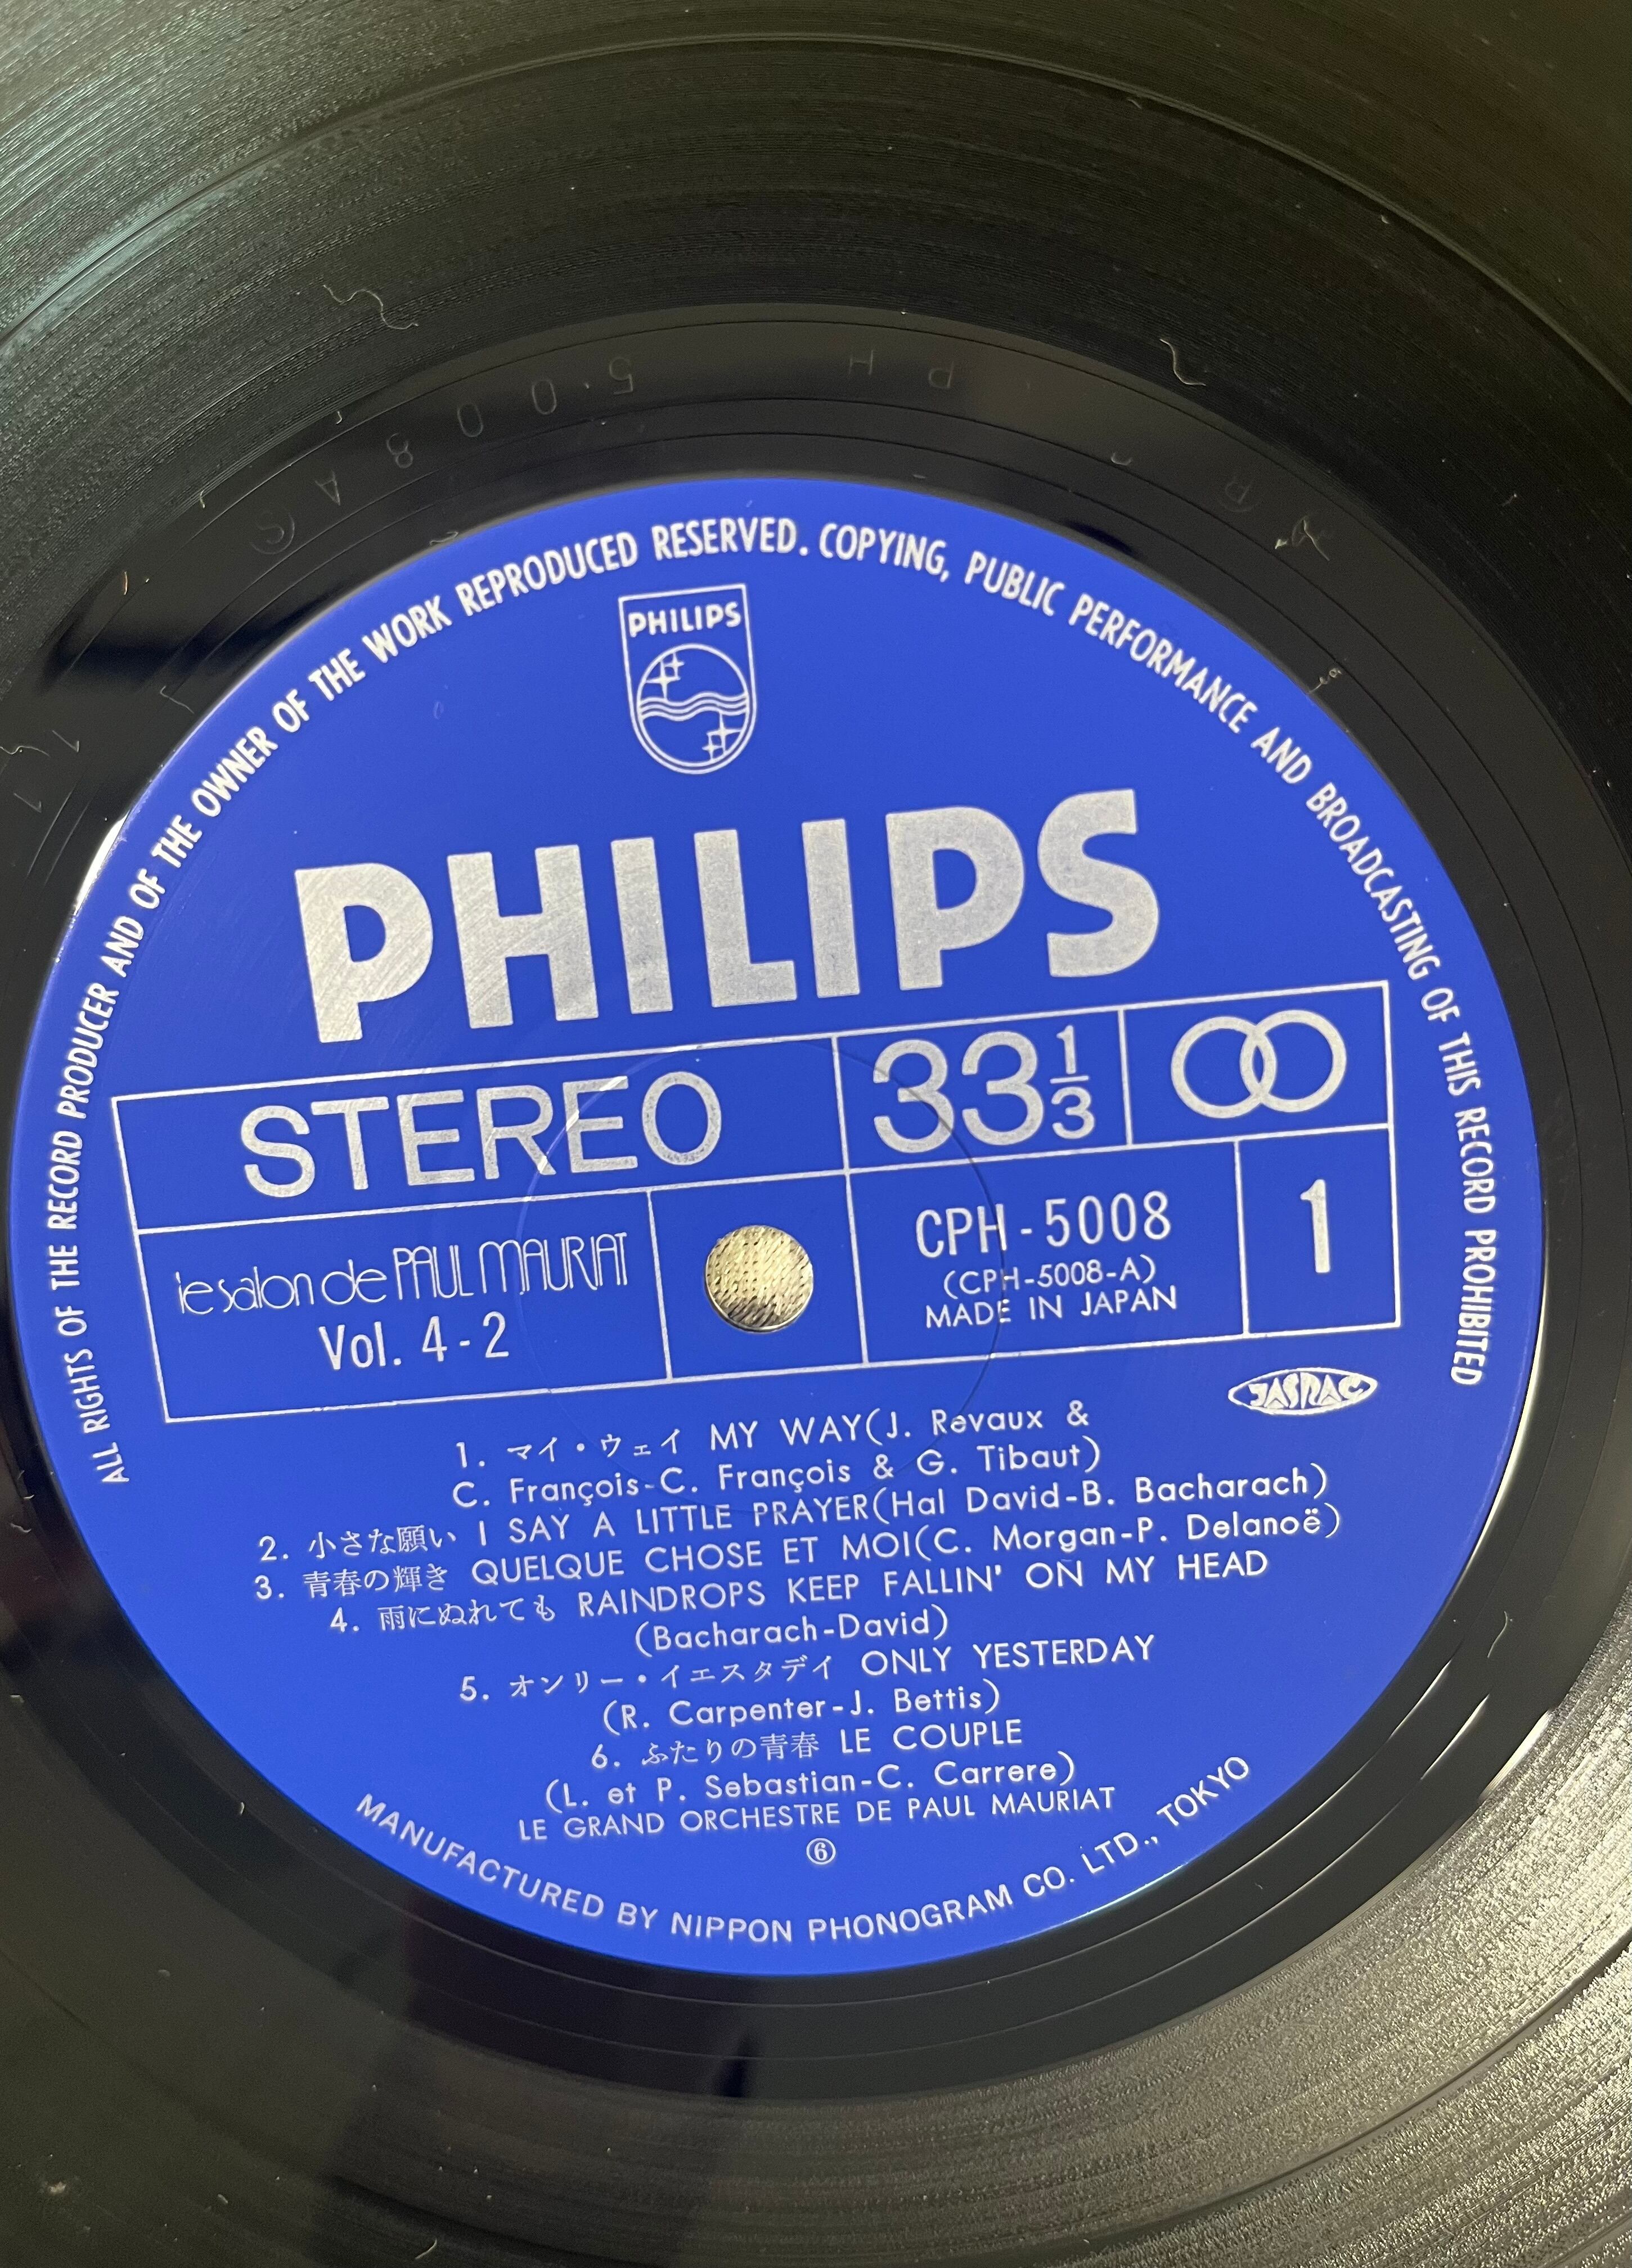 ALL RIGHTS OF THE RECORD PRODUCER AND OF THE OWNER OF THE WORK REPRODUCED RESERVED. COPYING, PUBLIC PERFORMANCE AND BROADCASTING OF THIS RECORD PROHIBITED
PHILIPS
PHILIPS
STEREO
33 1/3
le salon de PAUL MAURIAT
Vol. 4-2
CPH-5008
(CPH-5008-A)
MADE IN JAPAN
1
JASRAC
1. マイ・ウェイ MY WAY(J. Revaux &
C. François-C. François & G. Tibaut)
2. 小さな願い I SAY A LITTLE PRAYER(Hal David-B. Bacharach)
3. 青春の輝き QUELQUE CHOSE ET MOI(C. Morgan-P. Delanoë)
4. 雨にぬれても RAINDROPS KEEP FALLIN' ON MY HEAD
(Bacharach-David)
5. オンリー・イエスタデイ ONLY YESTERDAY
(R. Carpenter-J. Bettis)
6. ふたりの青春 LE COUPLE
(L. et P. Sebastian-C. Carrere)
LE GRAND ORCHESTRE DE PAUL MAURIAT
⑥
MANUFACTURED BY NIPPON PHONOGRAM CO. LTD., TOKYO